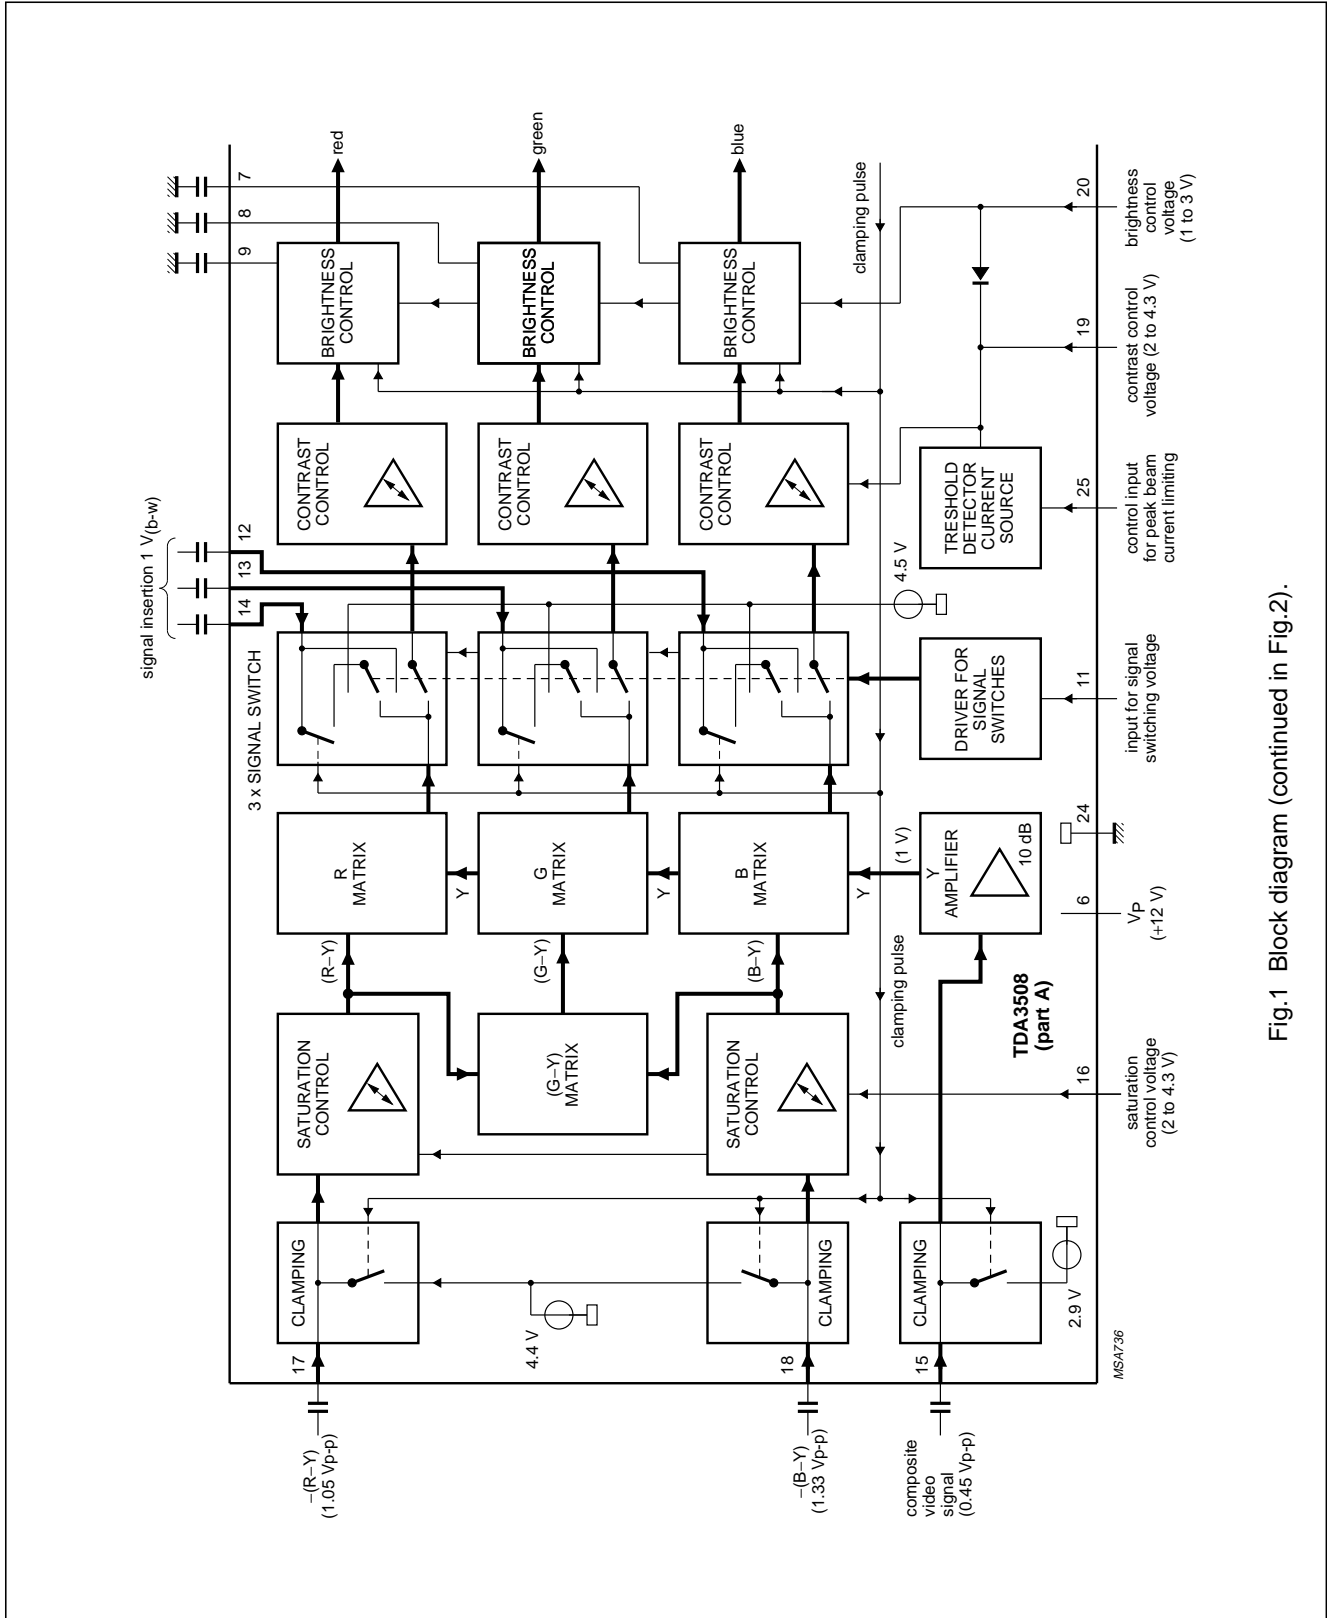 signal insertion 1 V(b-w)
14
13
12
9
8
7
3 x SIGNAL SWITCH
17
CLAMPING
SATURATION
CONTROL
(R−Y)
R
MATRIX
CONTRAST
CONTROL
BRIGHTNESS
CONTROL
red
−(R−Y)
(1.05 Vp-p)
4.4 V
(G−Y)
MATRIX
(G−Y)
Y
G
MATRIX
CONTRAST
CONTROL
BRIGHTNESS
CONTROL
green
−(B−Y)
(1.33 Vp-p)
18
CLAMPING
SATURATION
CONTROL
(B−Y)
Y
B
MATRIX
CONTRAST
CONTROL
BRIGHTNESS
CONTROL
blue
clamping pulse
clamping pulse
Y
(1 V)
4.5 V
composite
video
signal
(0.45 Vp-p)
15
CLAMPING
2.9 V
TDA3508
(part A)
Y
AMPLIFIER
10 dB
DRIVER FOR
SIGNAL
SWITCHES
TRESHOLD
DETECTOR
CURRENT
SOURCE
16
6
24
11
25
19
20
MSA736
saturation
control voltage
(2 to 4.3 V)
VP
(+12 V)
input for signal
switching voltage
control input
for peak beam
current limiting
contrast control
voltage (2 to 4.3 V)
brightness
control
voltage
(1 to 3 V)
Fig.1 Block diagram (continued in Fig.2).